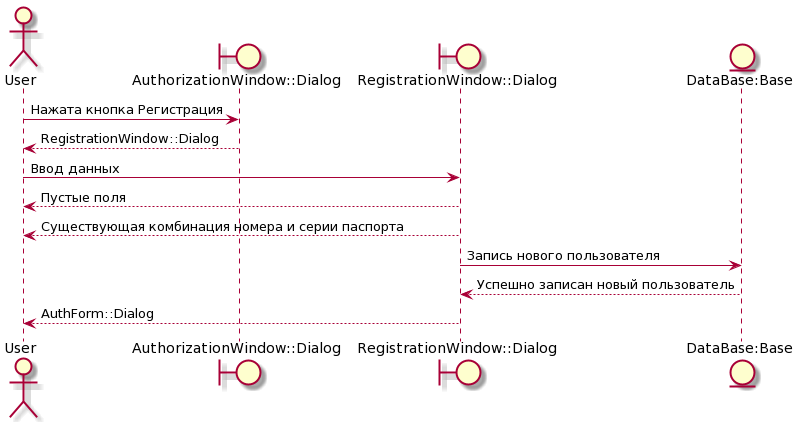 User
AuthorizationWindow::Dialog
RegistrationWindow::Dialog
DataBase:Base
Нажата кнопка Регистрация
RegistrationWindow::Dialog
Ввод данных
Пустые поля
Существующая комбинация номера и серии паспорта
Запись нового пользователя
Успешно записан новый пользователь
AuthForm::Dialog
User
AuthorizationWindow::Dialog
RegistrationWindow::Dialog
DataBase:Base